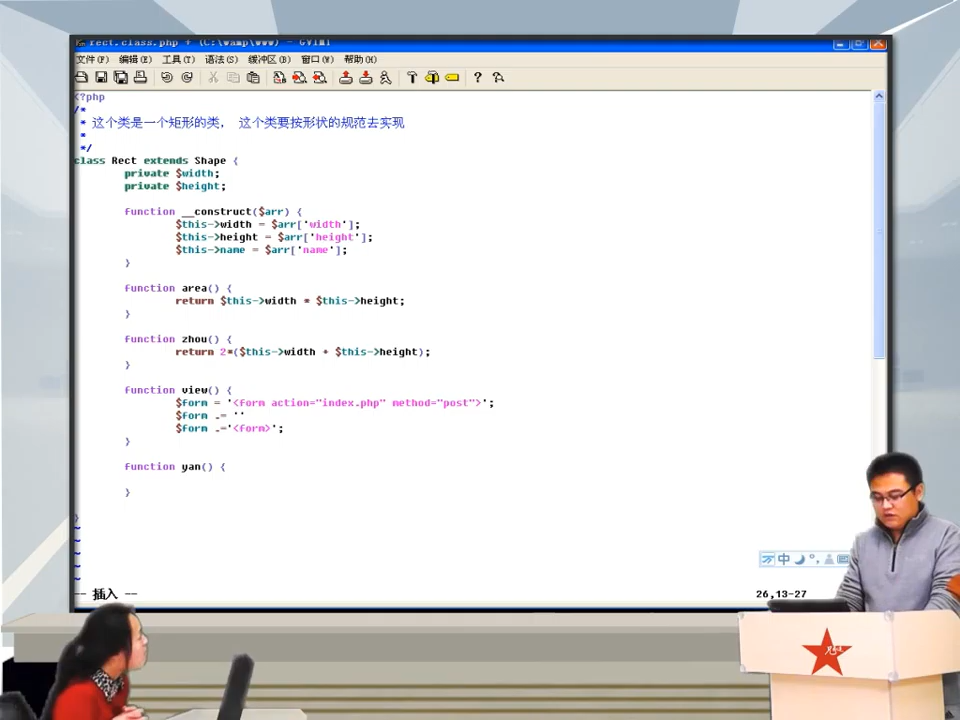 rect.class.php + (C:\wamp\www) - GVIM1
文件(F) 编辑(E) 工具(T) 语法(S) 缓冲区(B) 窗口(W) 帮助(H)
<?php
/*
 * 这个类是一个矩形的类, 这个类要按形状的规范去实现
 *
 */
class Rect extends Shape {
private $width;
private $height;
function __construct($arr) {
$this->width = $arr['width'];
$this->height = $arr['height'];
$this->name = $arr['name'];
}
function area() {
return $this->width * $this->height;
}
function zhou() {
return 2*($this->width + $this->height);
}
function view() {
$form = '<form action="index.php" method="post">';
$form .= ''
$form .='<form>';
}
function yan() {
}
}
~
~
~
~
~
中
-- 插入 --
26,13-27